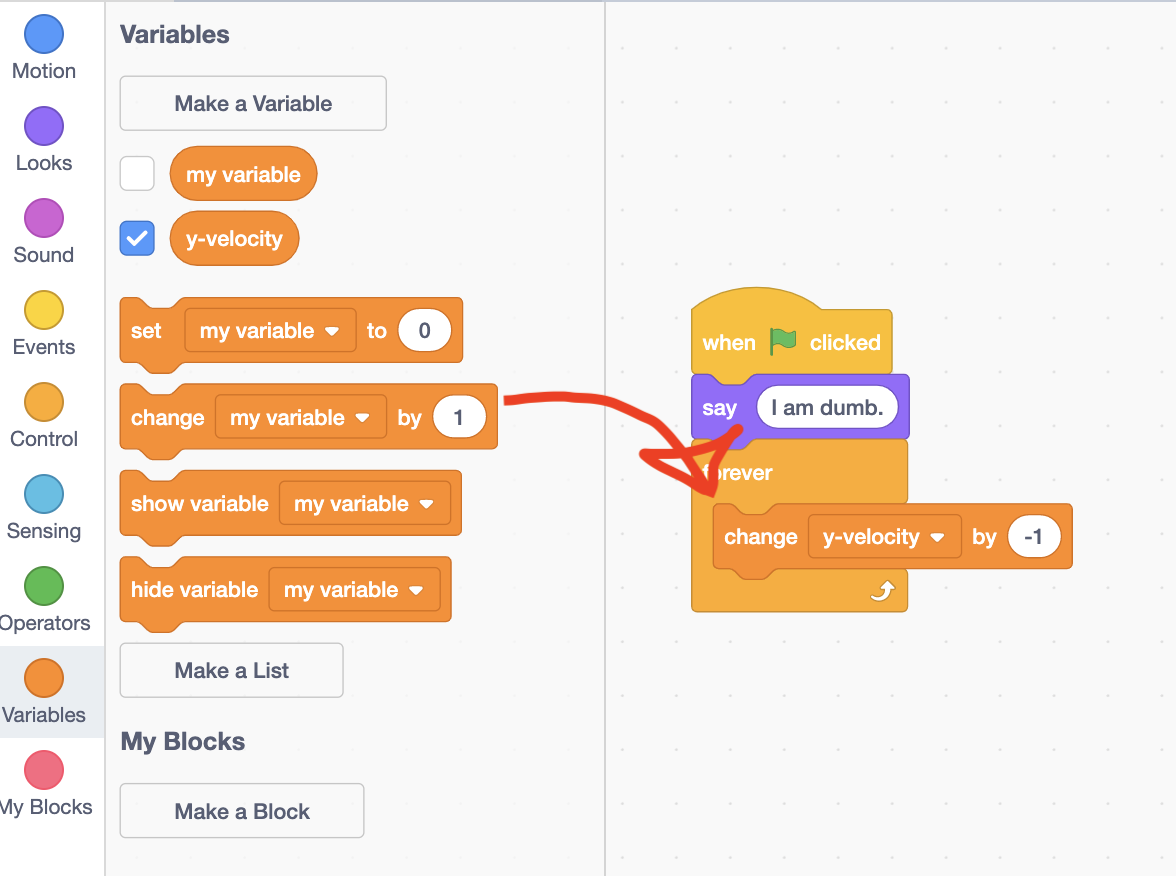 Motion
Looks
Sound
Events
Control
Sensing
Operators
Variables
My Blocks
Variables
Make a Variable
my variable
y-velocity
set my variable to 0
change my variable by 1
show variable my variable
hide variable my variable
Make a List
My Blocks
Make a Block
when clicked
say I am dumb.
forever
change y-velocity by -1